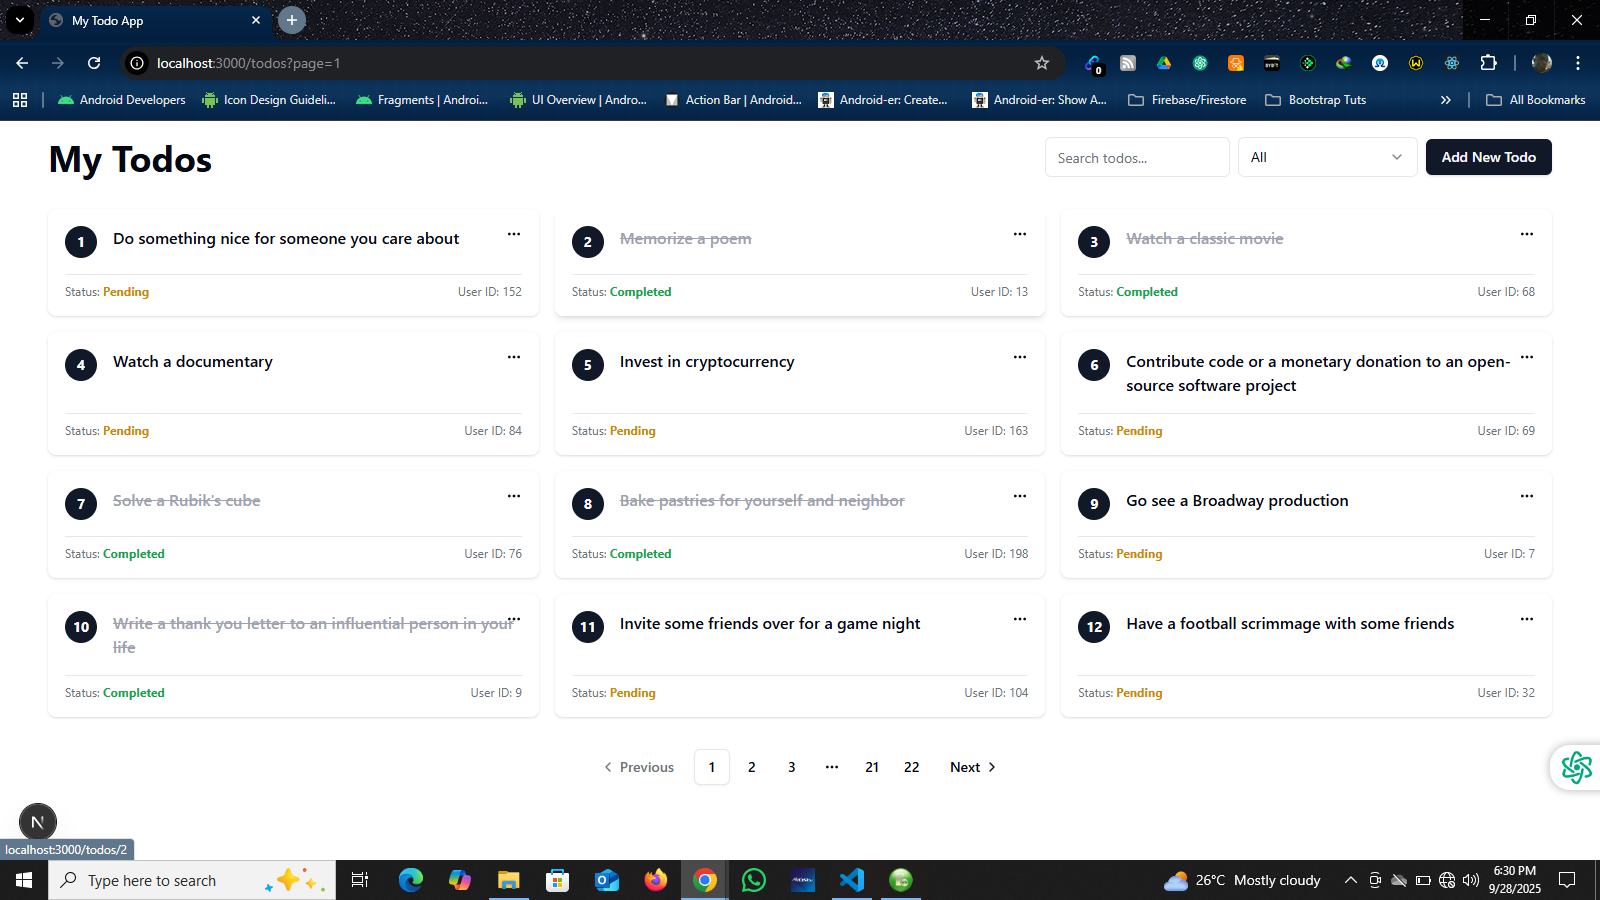 My Todo App
localhost:3000/todos?page=1
0
Android Developers
Icon Design Guideli...
Fragments | Androi...
UI Overview | Andro...
Action Bar | Android...
Android-er: Create...
Android-er: Show A...
Firebase/Firestore
Bootstrap Tuts
All Bookmarks
My Todos
Search todos...
All
Add New Todo
1
Do something nice for someone you care about
Status: Pending
User ID: 152
2
Memorize a poem
Status: Completed
User ID: 13
3
Watch a classic movie
Status: Completed
User ID: 68
4
Watch a documentary
Status: Pending
User ID: 84
5
Invest in cryptocurrency
Status: Pending
User ID: 163
6
Contribute code or a monetary donation to an open-
source software project
Status: Pending
User ID: 69
7
Solve a Rubik's cube
Status: Completed
User ID: 76
8
Bake pastries for yourself and neighbor
Status: Completed
User ID: 198
9
Go see a Broadway production
Status: Pending
User ID: 7
10
Write a thank you letter to an influential person in your
life
Status: Completed
User ID: 9
11
Invite some friends over for a game night
Status: Pending
User ID: 104
12
Have a football scrimmage with some friends
Status: Pending
User ID: 32
Previous
1
2
3
...
21
22
Next
N
localhost:3000/todos/2
Type here to search
26°C Mostly cloudy
6:30 PM
9/28/2025